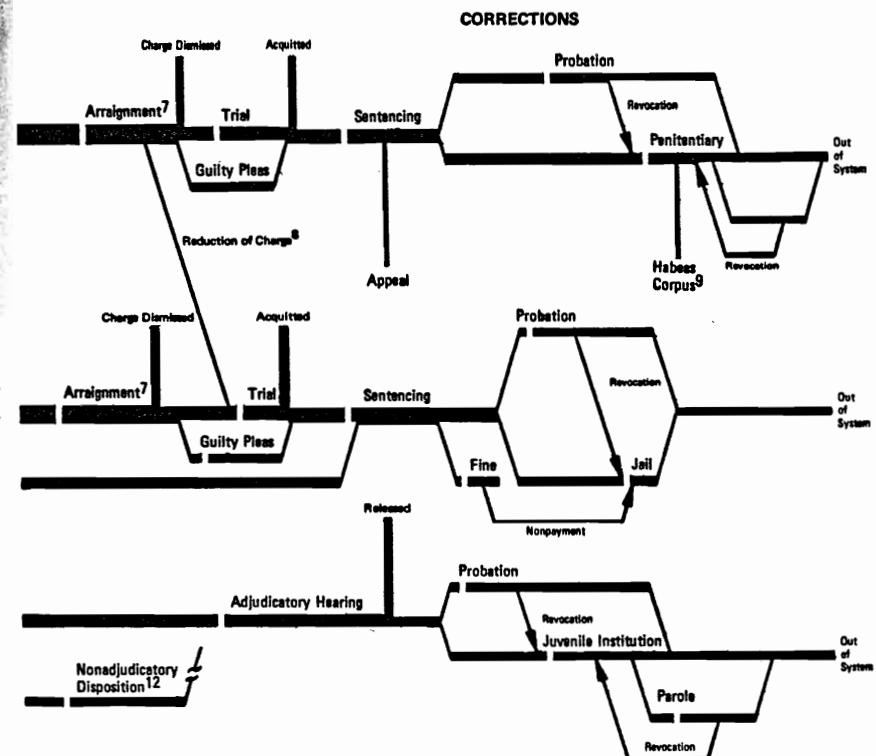 CORRECTIONS
Charge Dismissed
Acquitted
Probation
Arraignment7
Trial
Sentencing
Revocation
Penitentiary
Out
of
System
Guilty Pleas
Reduction of Charge8
Appeal
Habeas
Corpus9
Revocation
Charge Dismissed
Acquitted
Probation
Arraignment7
Trial
Sentencing
Revocation
Out
of
System
Guilty Pleas
Fine
Jail
Released
Nonpayment
Probation
Adjudicatory Hearing
Revocation
Juvenile Institution
Out
of
System
Nonadjudicatory
Disposition12
Parole
Revocation